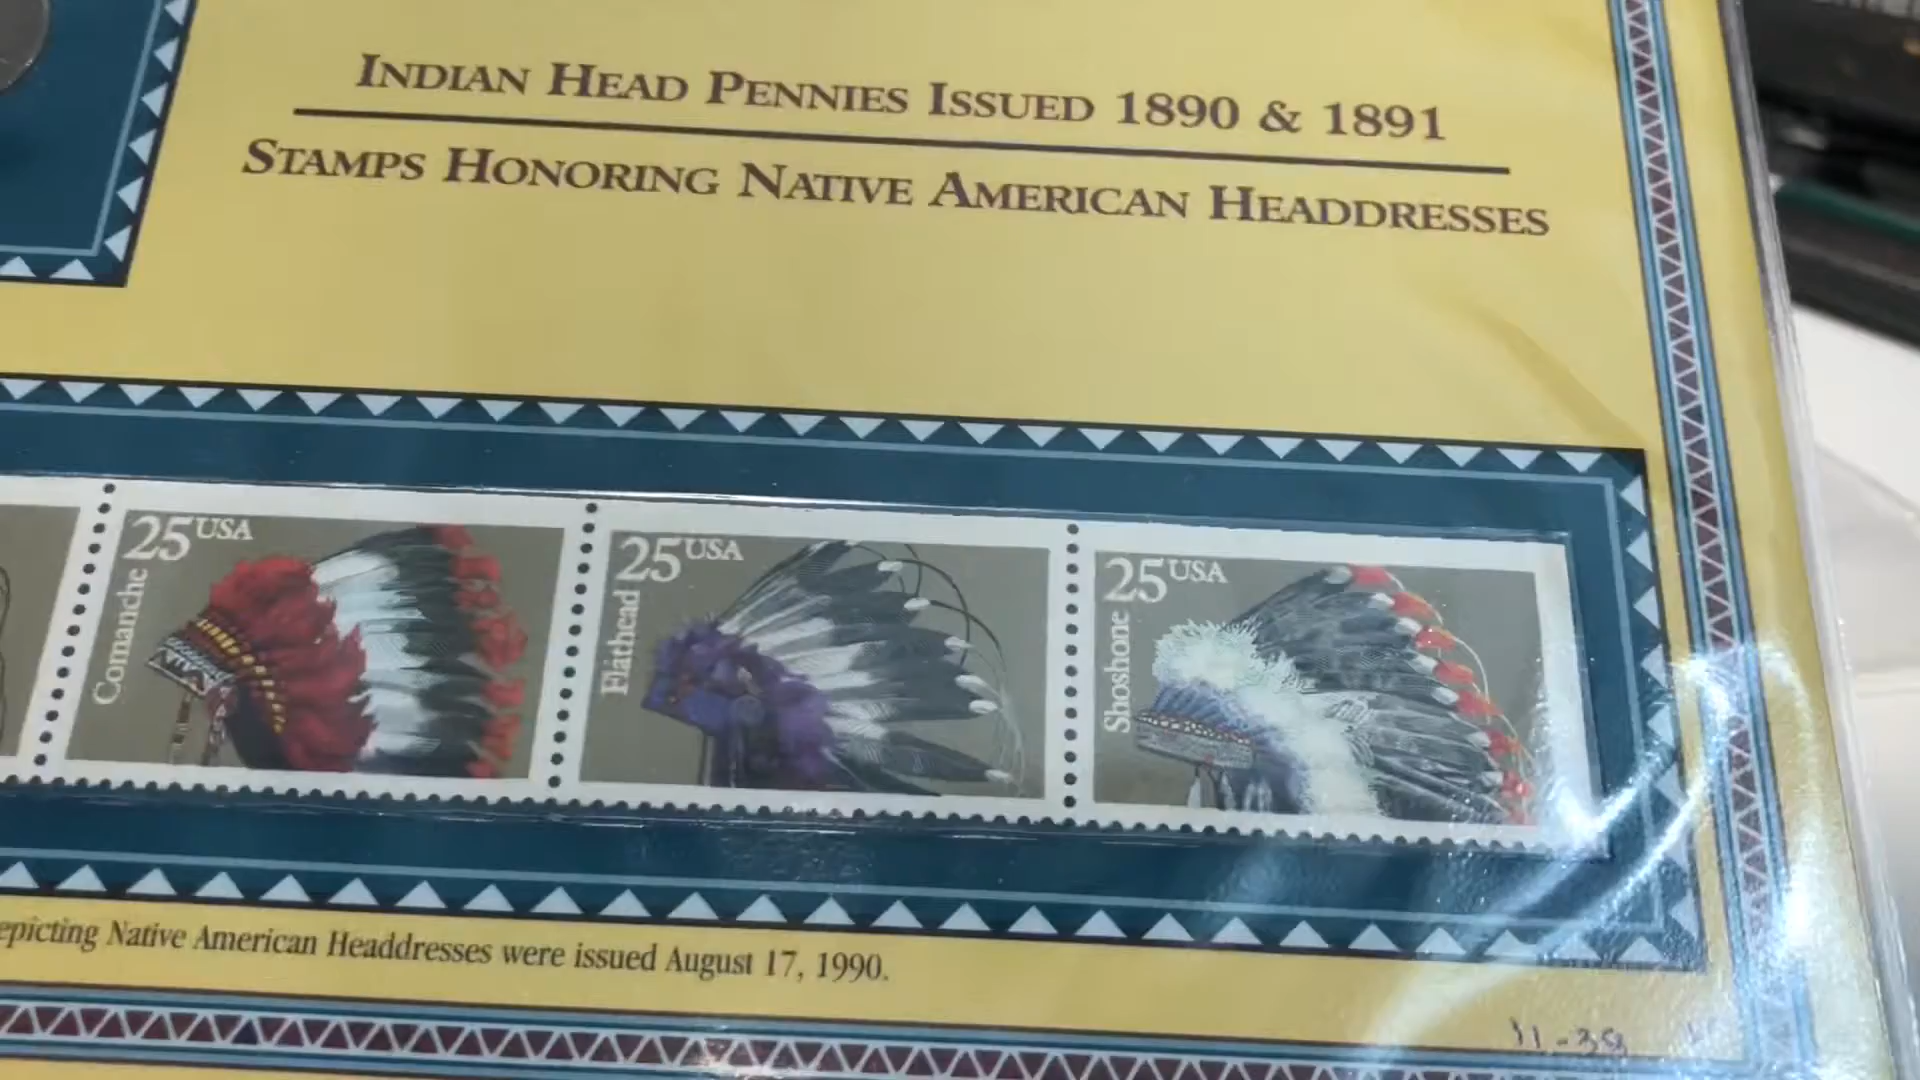 INDIAN HEAD PENNIES ISSUED 1890 & 1891
STAMPS HONORING NATIVE AMERICAN HEADDRESSES
25 USA
Comanche
25 USA
Flathead
25 USA
Shoshone
epicting Native American Headdresses were issued August 17, 1990.